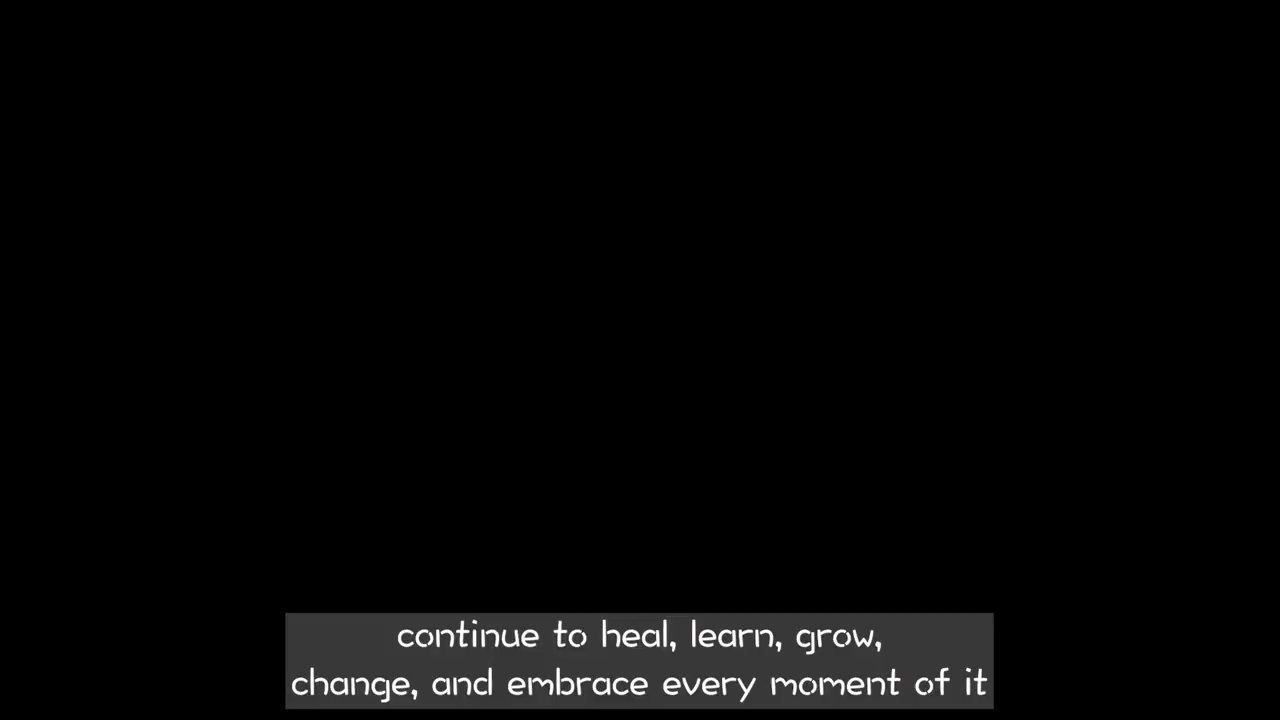 continue to heal, learn, grow,
change, and embrace every moment of it